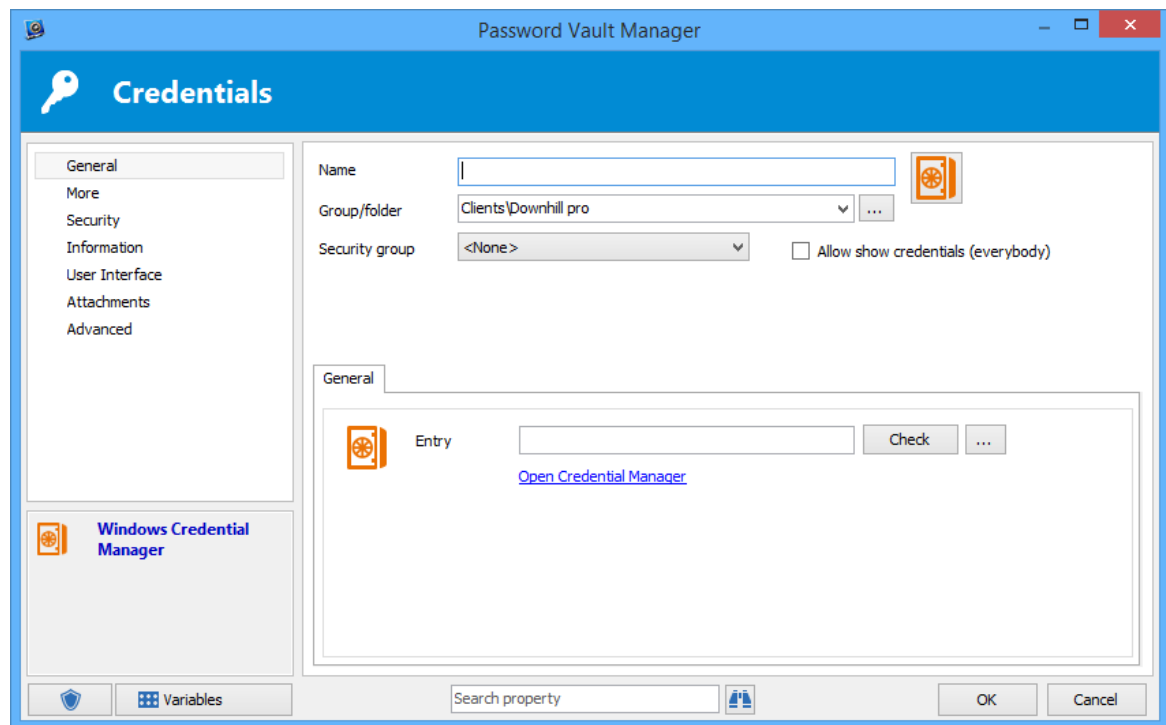 Password Vault Manager
Credentials
General
More
Security
Information
User Interface
Attachments
Advanced
Windows Credential
Manager
Name
Group/folder
Clients\Downhill pro
...
Security group
<None>
Allow show credentials (everybody)
General
Entry
Check
...
Open Credential Manager
Variables
Search property
OK
Cancel